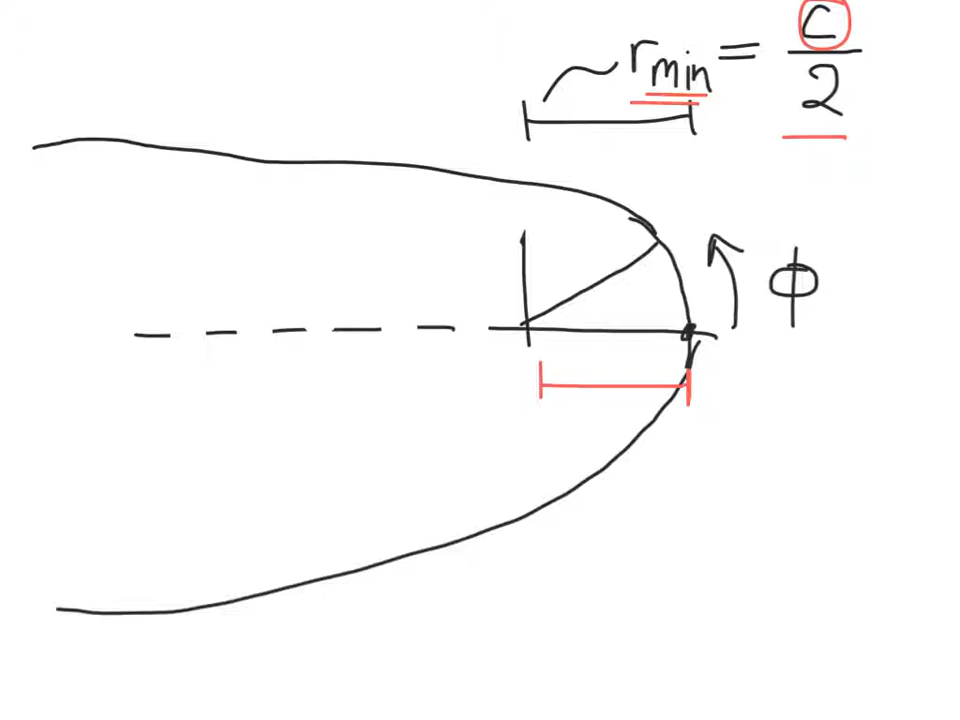 r_min = c/2
ϕ